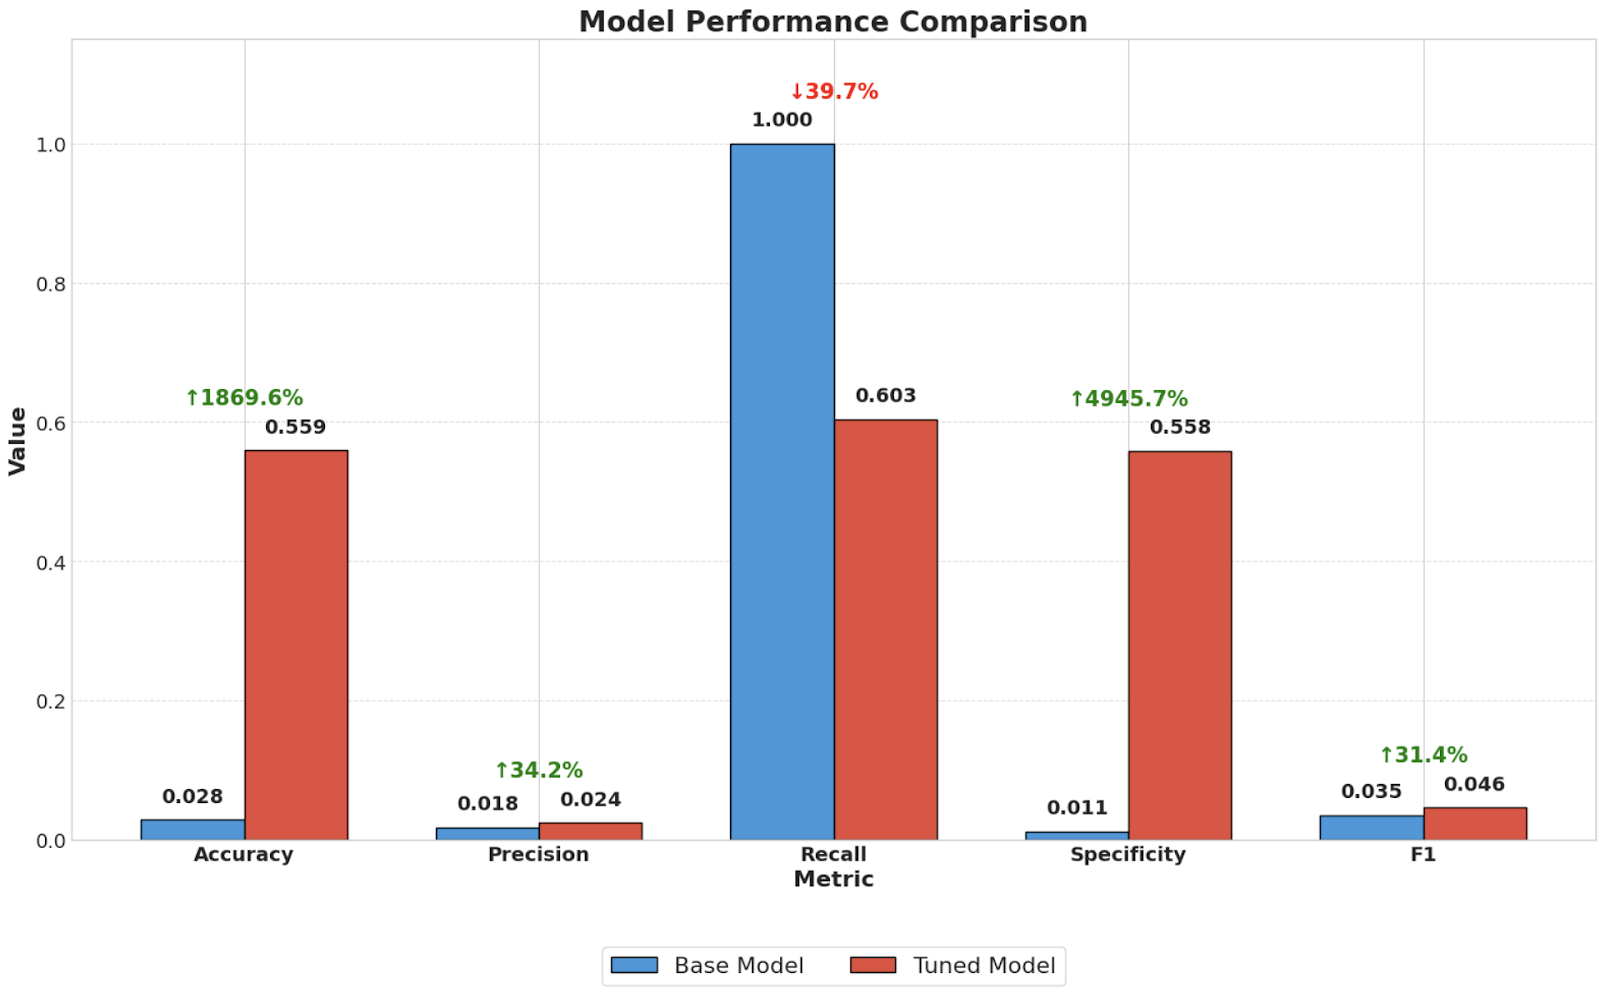 Model Performance Comparison
↓39.7%
1.000
1.0
0.8
↑1869.6%
↑4945.7%
0.603
0.559
0.558
0.6
Value
0.4
0.2
↑34.2%
↑31.4%
0.028
0.018
0.024
0.011
0.035
0.046
0.0
Accuracy
Precision
Recall
Specificity
F1
Metric
Base Model
Tuned Model